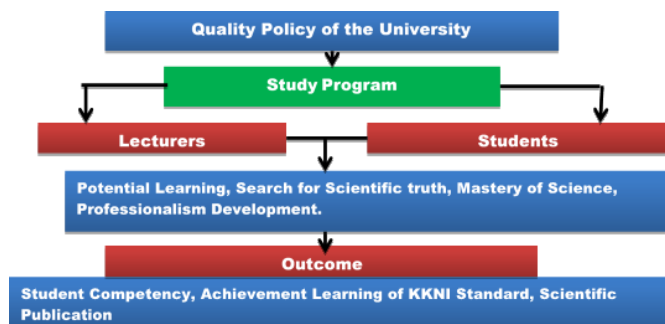 Quality Policy of the University
Study Program
Lecturers
Students
Potential Learning, Search for Scientific truth, Mastery of Science,
Professionalism Development.
Outcome
Student Competency, Achievement Learning of KKNI Standard, Scientific
Publication